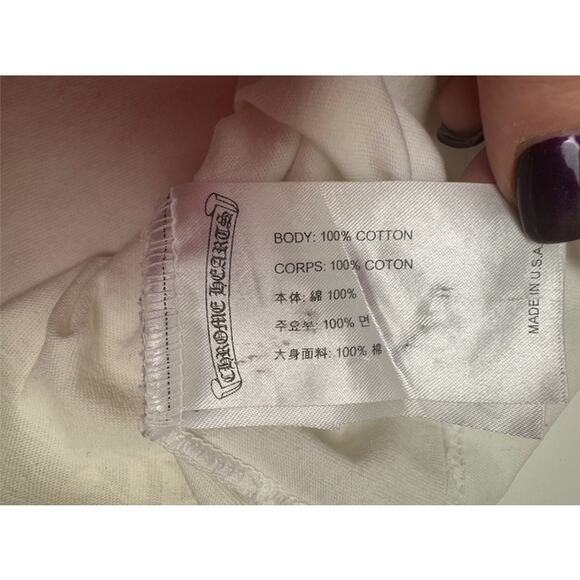 CHROME HEARTS
BODY: 100% COTTON
CORPS: 100% COTON
本体: 綿 100%
주요부: 100% 면
大身面料: 100% 棉
MADE IN U.S.A